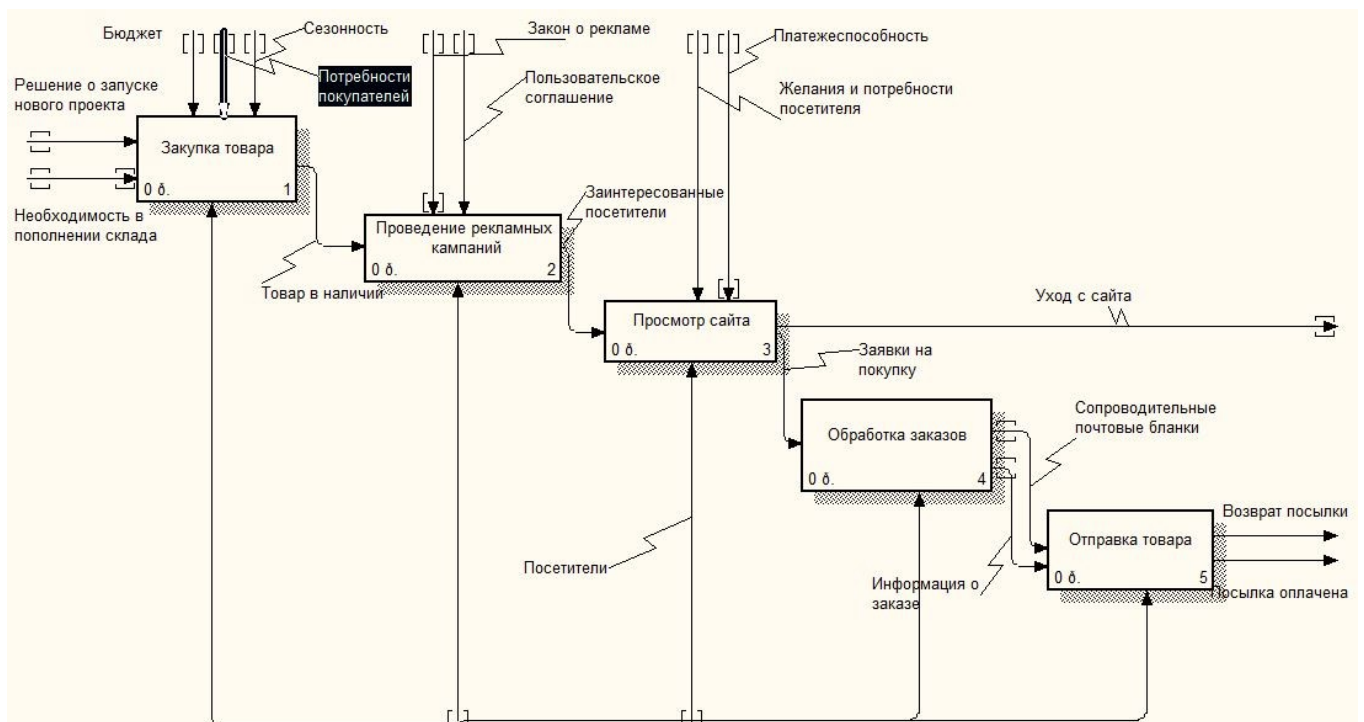 Бюджет
Сезонность
Потребности
покупателей
Закон о рекламе
Пользовательское
соглашение
Платежеспособность
Желания и потребности
посетителя
Решение о запуске
нового проекта
Закупка товара
0 ð. 1
Необходимость в
пополнении склада
Товар в наличии
Заинтересованные
посетители
Проведение рекламных
кампаний
0 ð. 2
Просмотр сайта
0 ð. 3
Уход с сайта
Заявки на
покупку
Обработка заказов
0 ð. 4
Сопроводительные
почтовые бланки
Посетители
Информация о
заказе
Отправка товара
0 ð. 5
Возврат посылки
Посылка оплачена